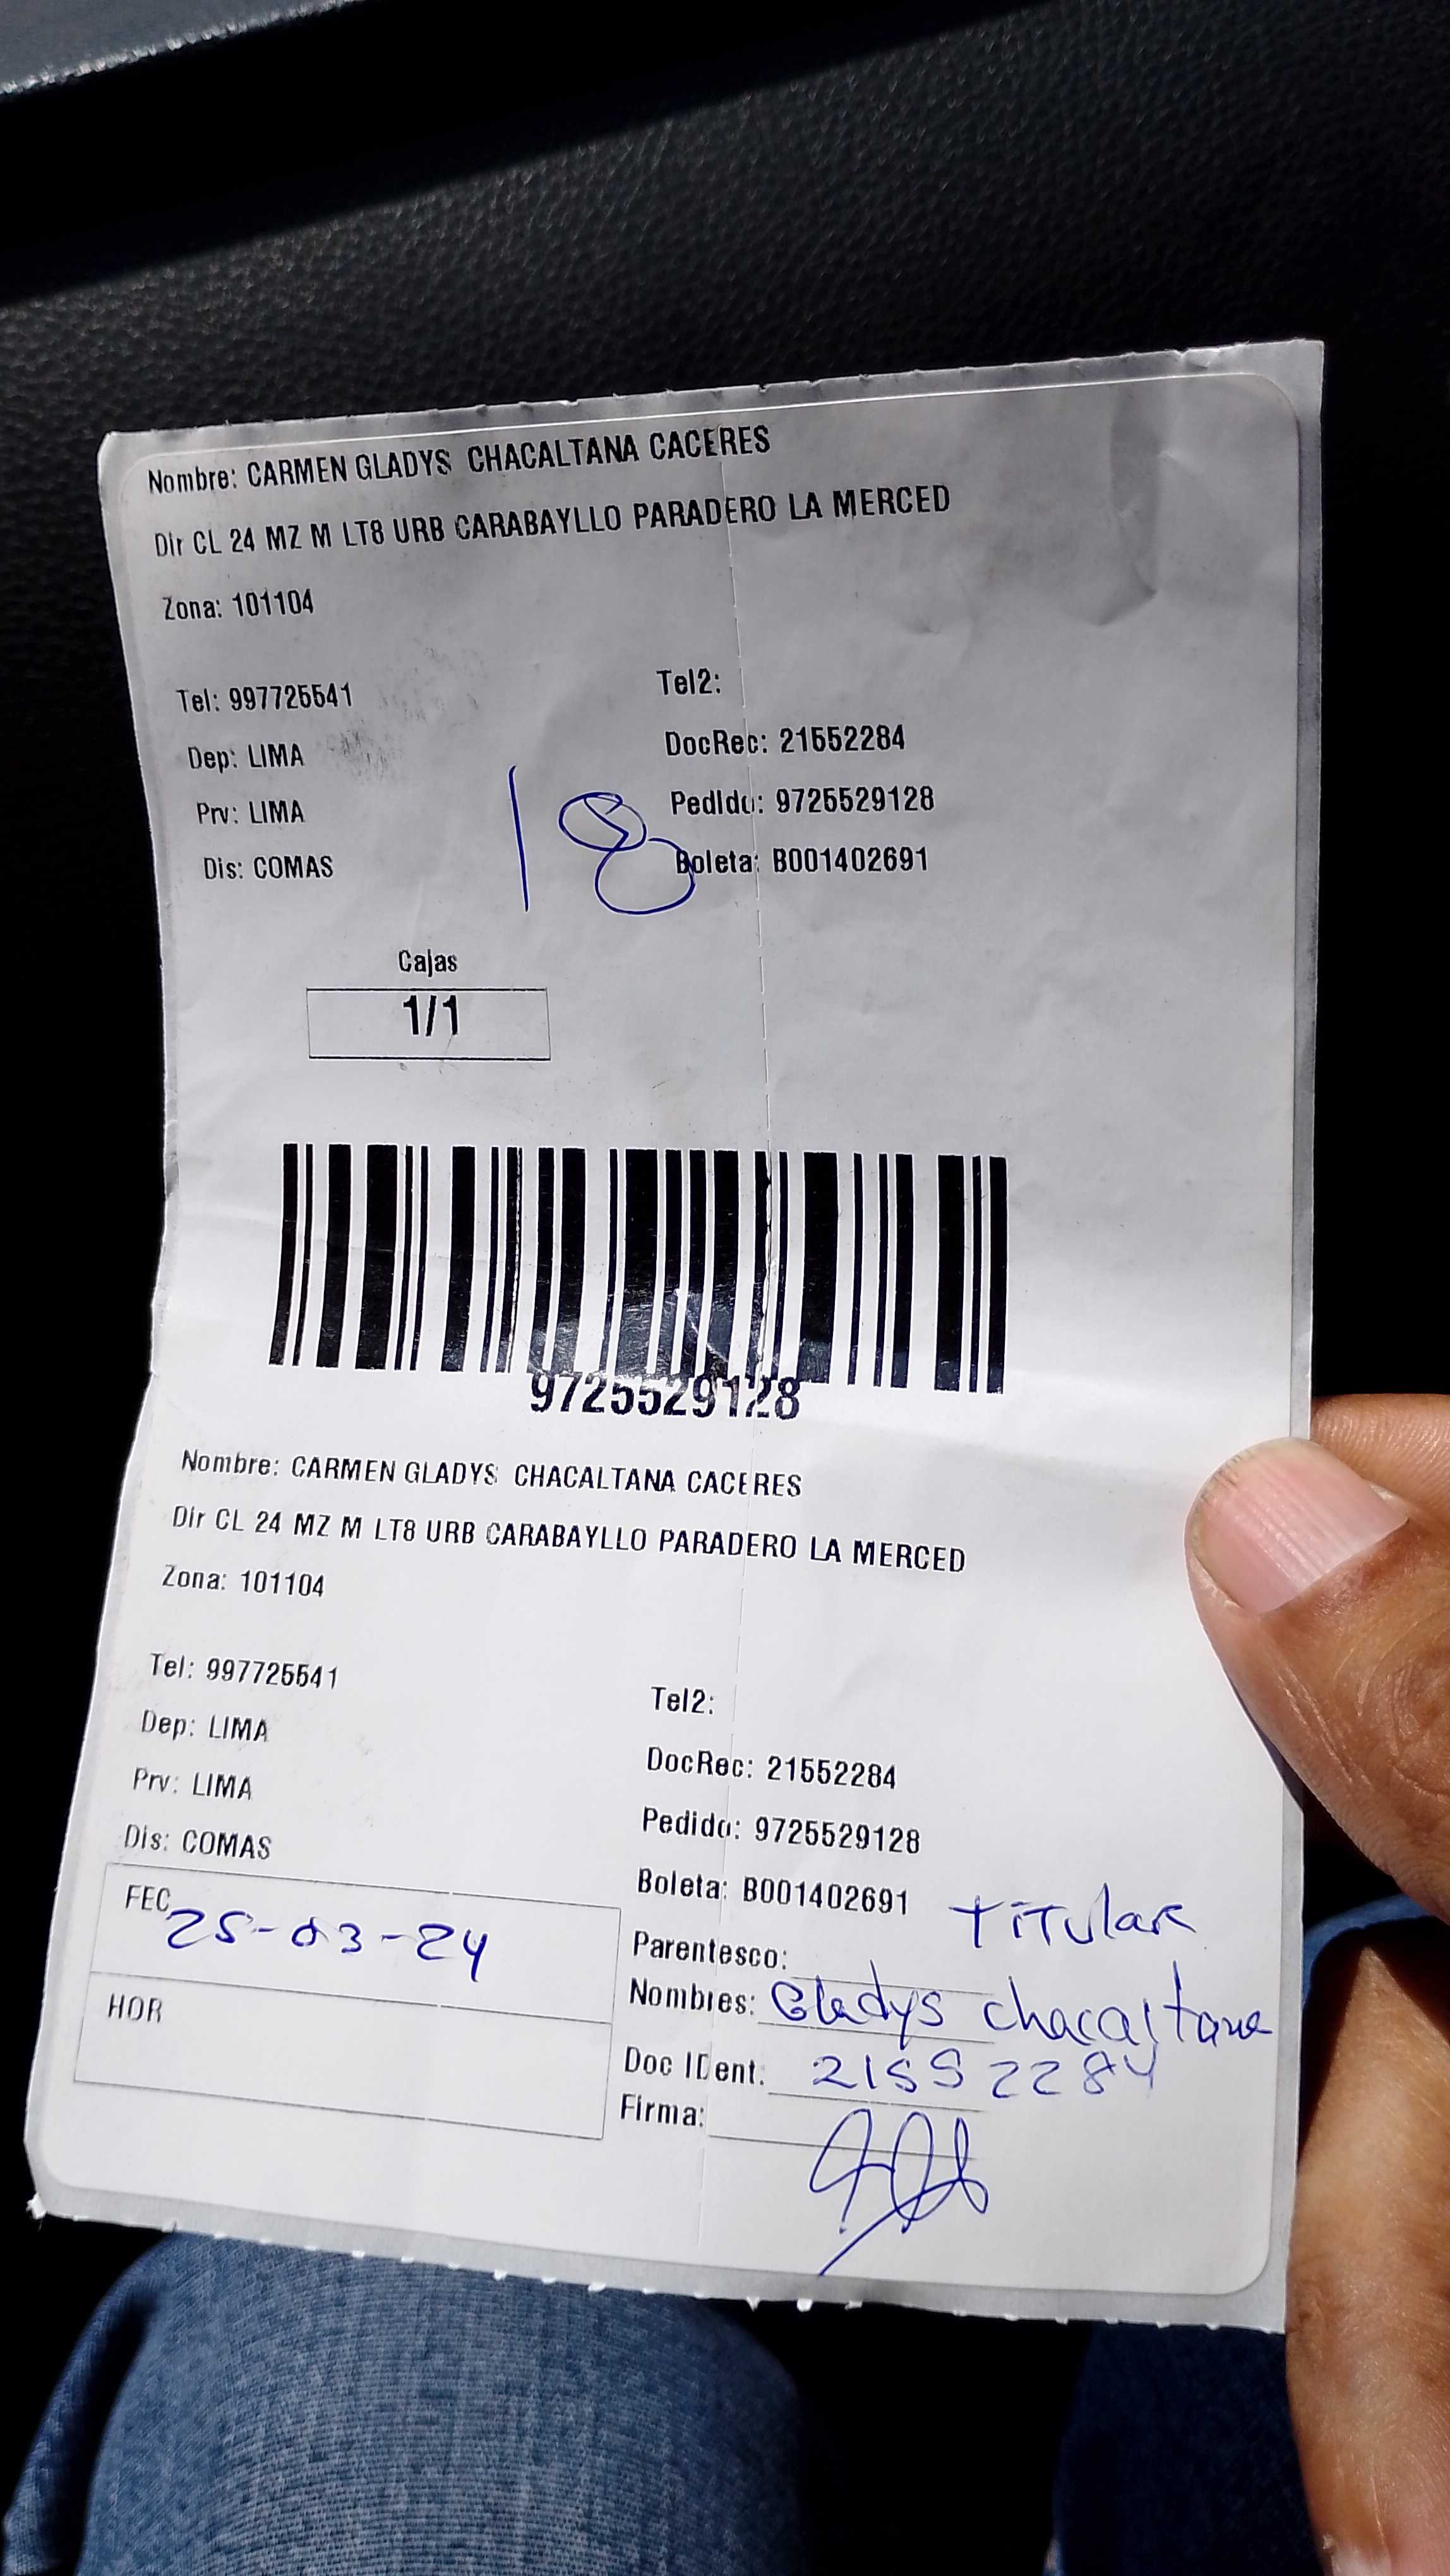 Nombre: CARMEN GLADYS CHACALTANA CACERES
Dir CL 24 MZ M LT8 URB CARABAYLLO PARADERO LA MERCED
Zona: 101104
Tel: 997725541
Tel2:
Dep: LIMA
DocRec: 21552284
Prv: LIMA
Pedido: 9725529128
Dis: COMAS
Boleta: B001402691
18
Cajas
1/1
9725529128
Nombre: CARMEN GLADYS CHACALTANA CACERES
Dir CL 24 MZ M LT8 URB CARABAYLLO PARADERO LA MERCED
Zona: 101104
Tel: 997725541
Tel2:
Dep: LIMA
DocRec: 21552284
Prv: LIMA
Pedido: 9725529128
Dis: COMAS
Boleta: B001402691
FEC 25-03-24
Parentesco: Titular
Nombres: Gladys chacaltana
HOR
Doc IDent: 21552284
Firma: